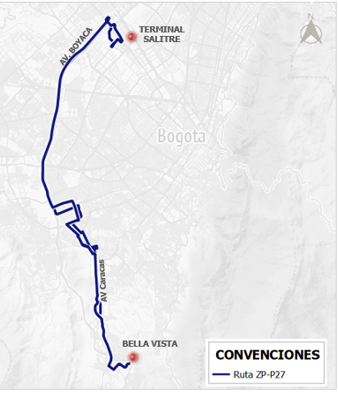 TERMINAL
SALITRE
AV. BOYACA
Bogota
AV Caracas
BELLA VISTA
CONVENCIONES
Ruta ZP-P27